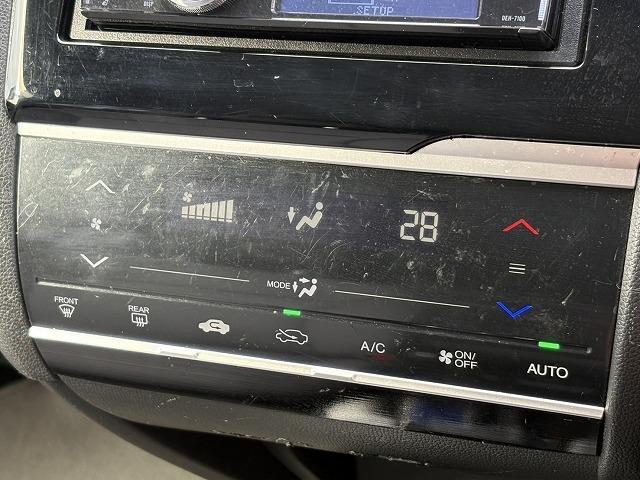 SETUP
DEH-7100
28
MODE
FRONT
REAR
A/C
ON/
OFF
AUTO